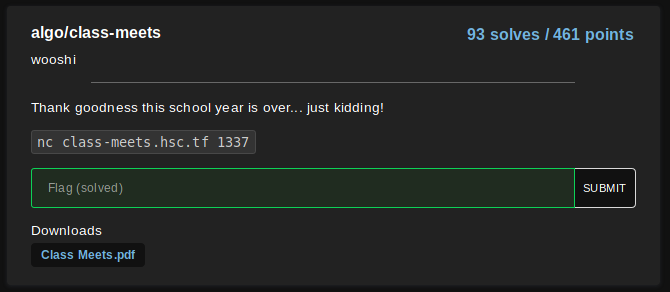 algo/class-meets
93 solves / 461 points
wooshi
Thank goodness this school year is over... just kidding!
nc class-meets.hsc.tf 1337
Flag (solved)
SUBMIT
Downloads
Class Meets.pdf